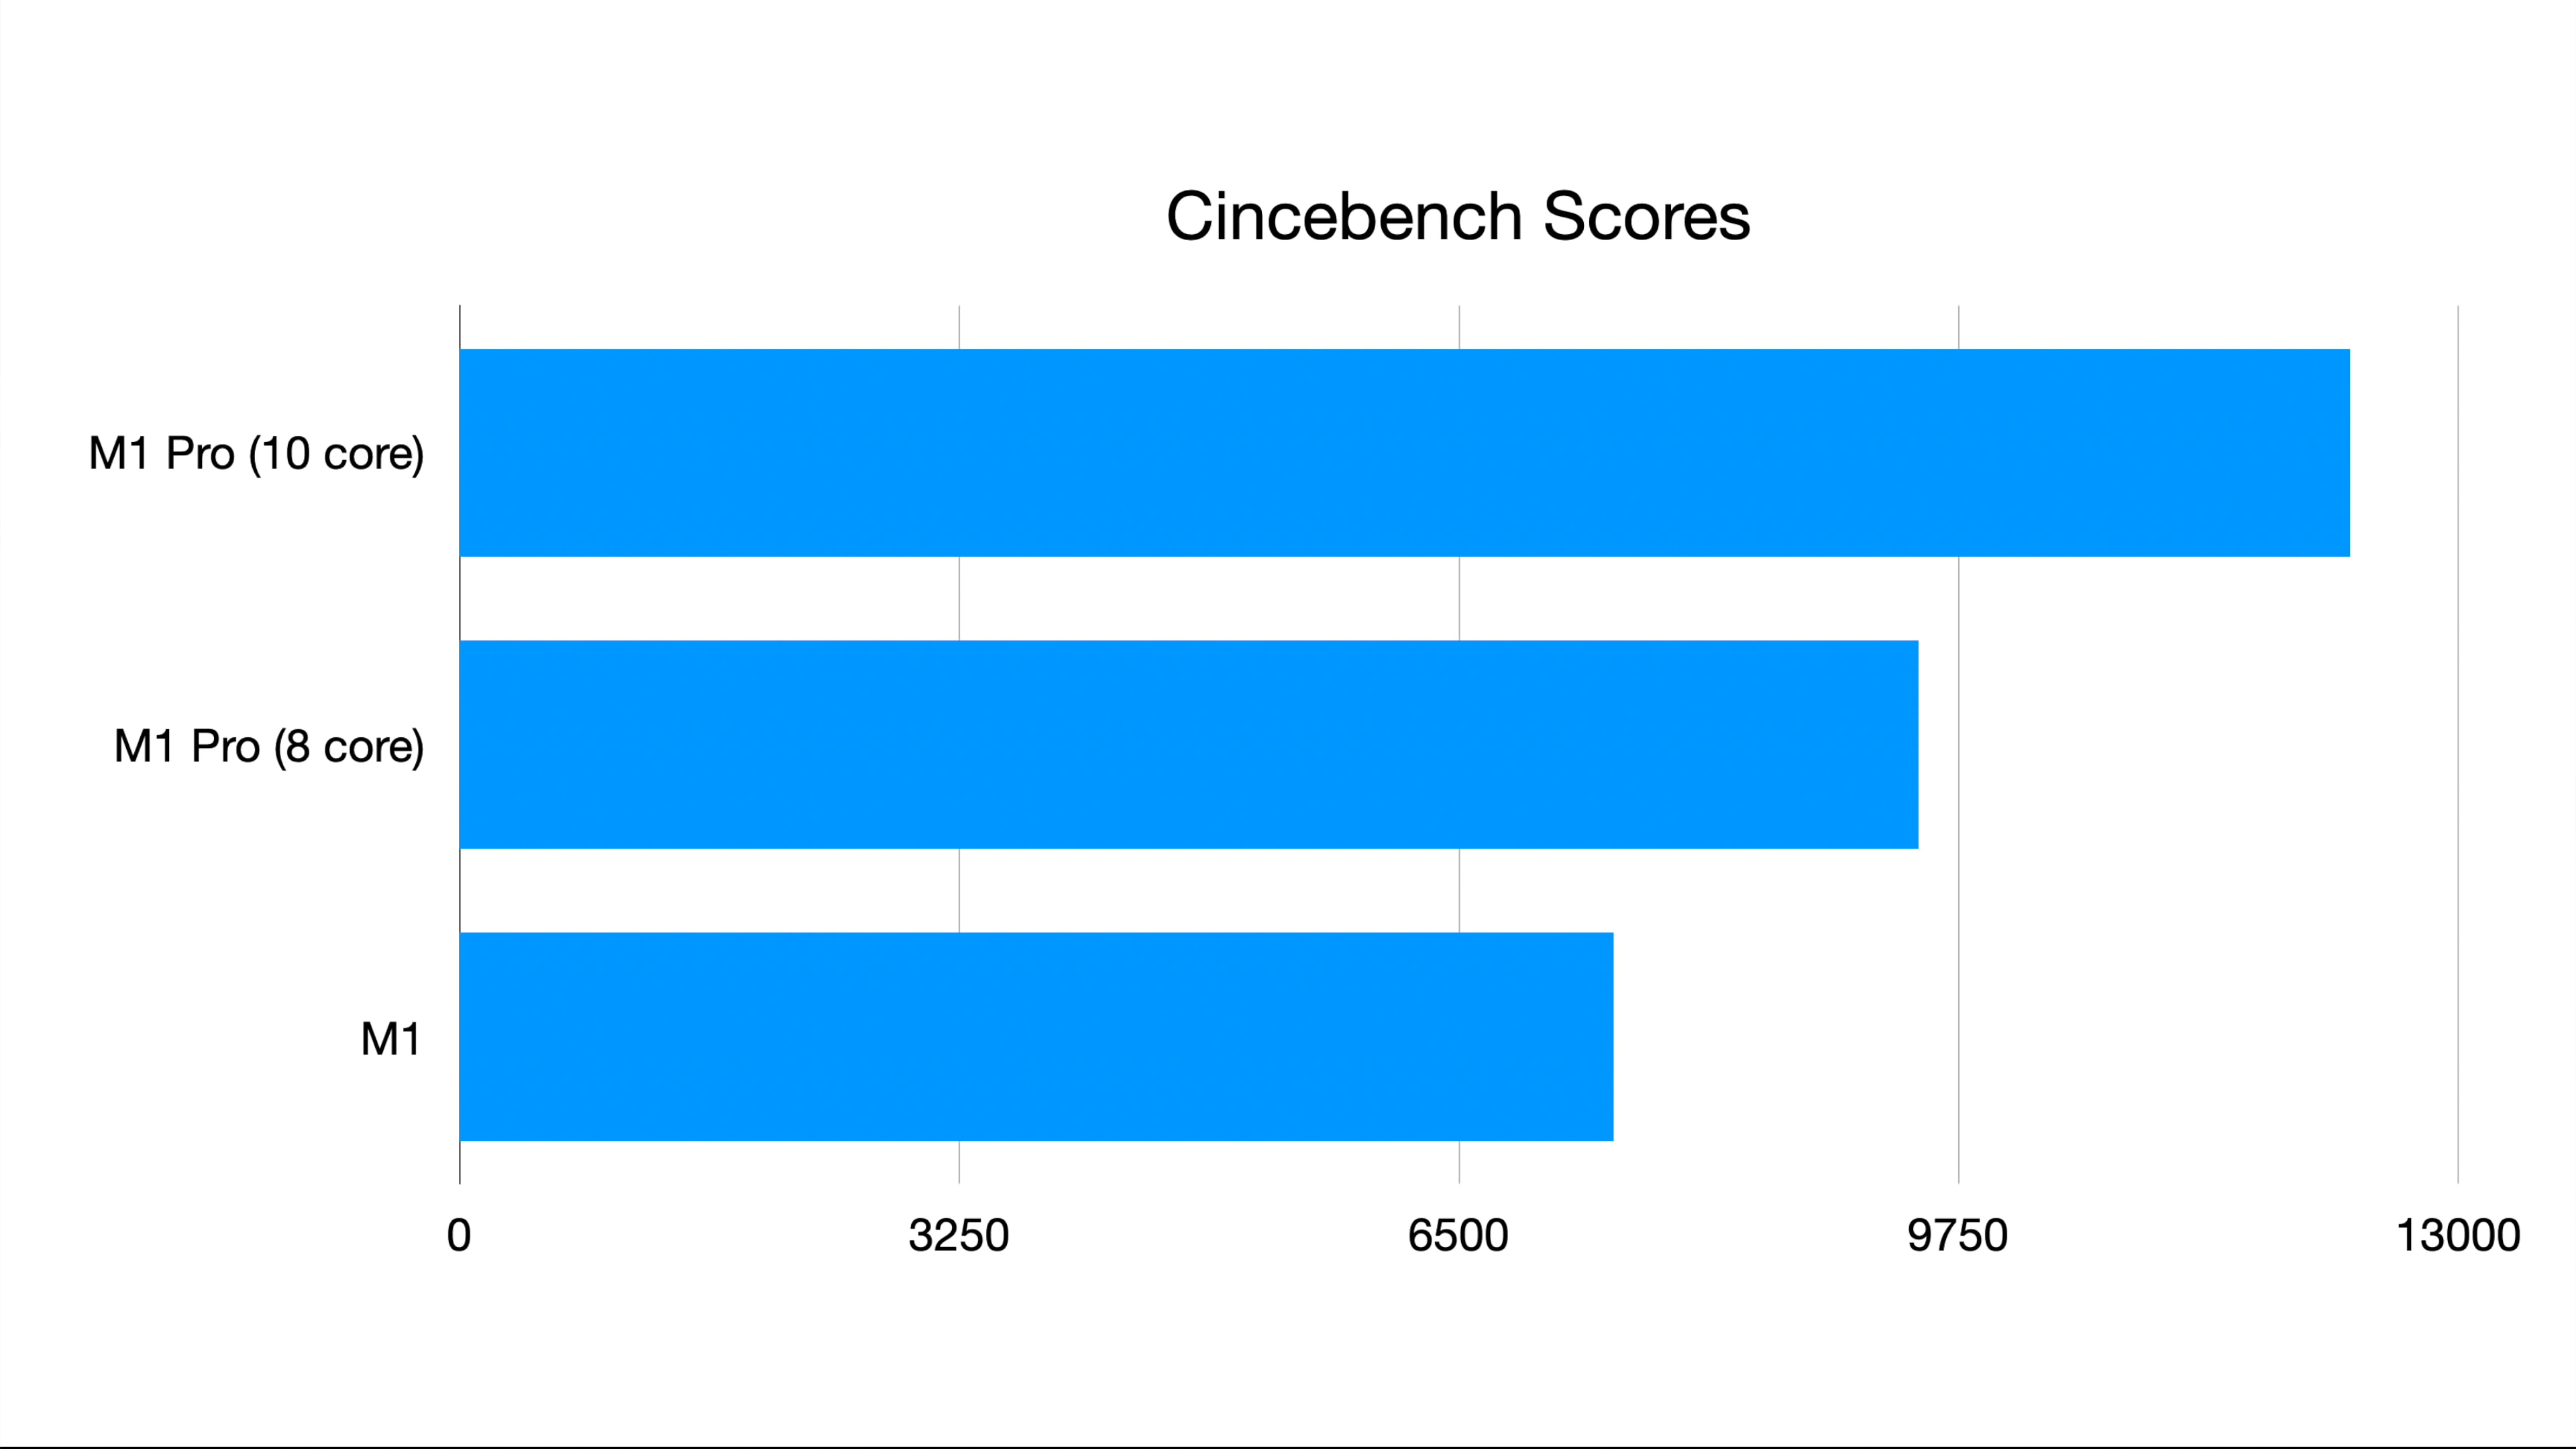 Cincebench Scores
M1 Pro (10 core)
M1 Pro (8 core)
M1
0 3250 6500 9750 13000